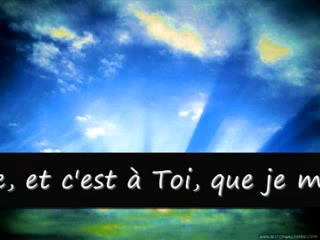 e, et c'est à Toi, que je m